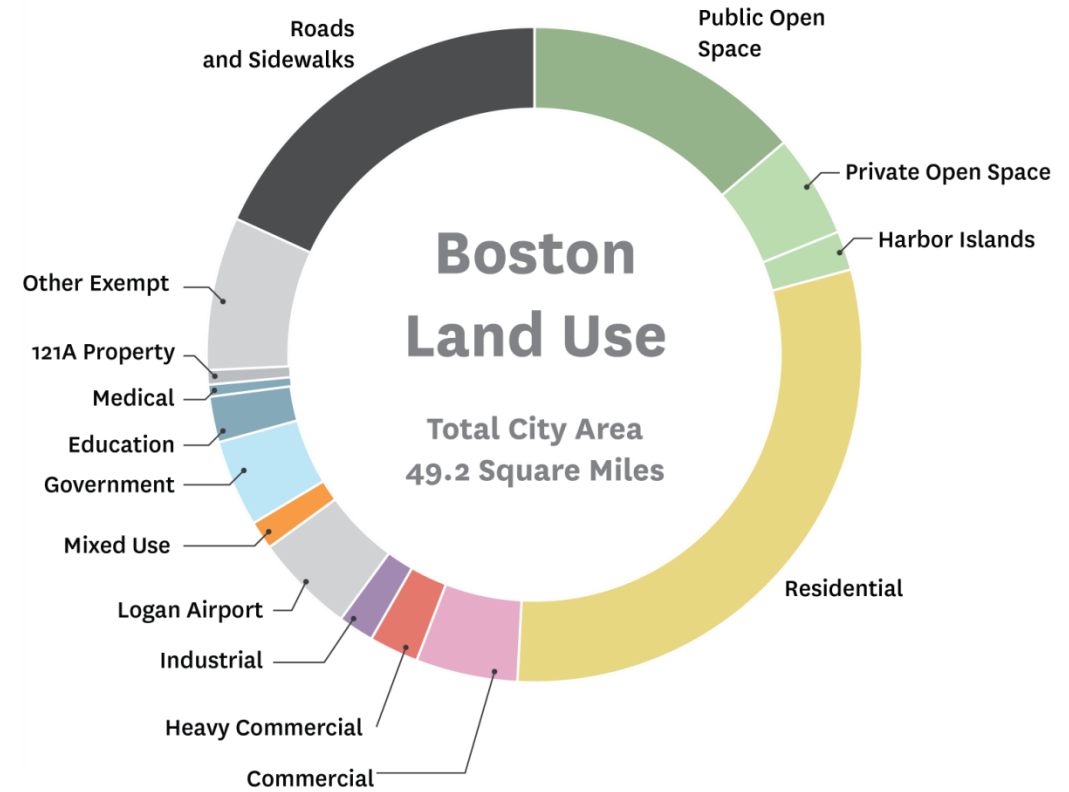 Roads
and Sidewalks
Public Open
Space
Private Open Space
Harbor Islands
Other Exempt
121A Property
Medical
Education
Government
Mixed Use
Logan Airport
Industrial
Heavy Commercial
Commercial
Residential
Boston
Land Use
Total City Area
49.2 Square Miles